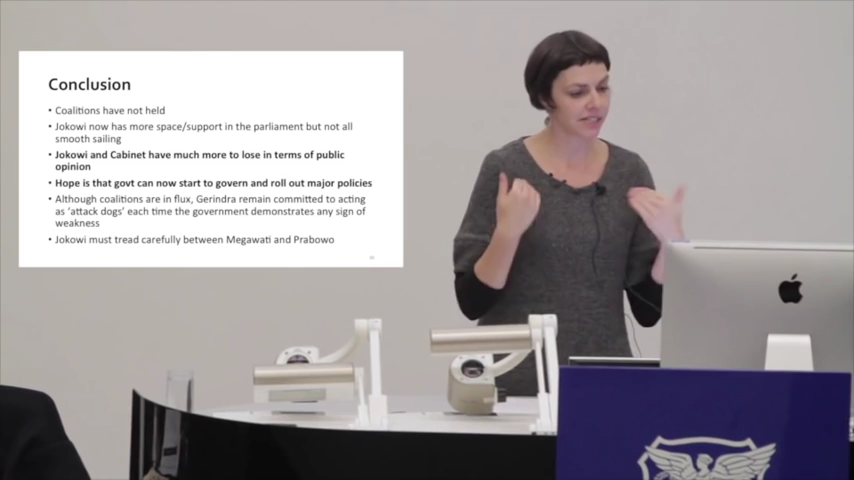 Conclusion
• Coalitions have not held
• Jokowi now has more space/support in the parliament but not all
smooth sailing
• Jokowi and Cabinet have much more to lose in terms of public
opinion
• Hope is that govt can now start to govern and roll out major policies
• Although coalitions are in flux, Gerindra remain committed to acting
as 'attack dogs' each time the government demonstrates any sign of
weakness
• Jokowi must tread carefully between Megawati and Prabowo